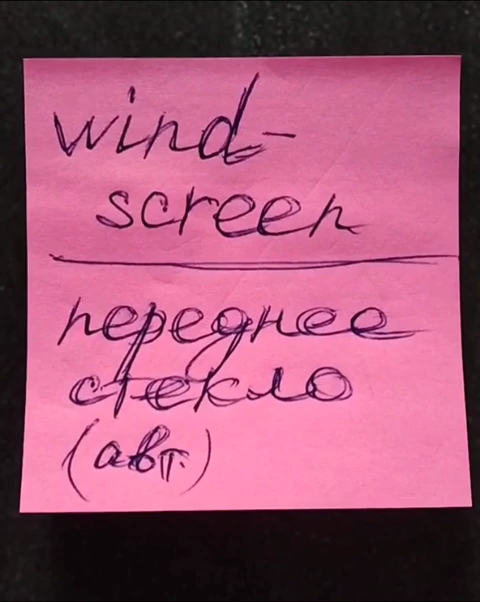 wind-
screen
переднее
стекло
(авт.)